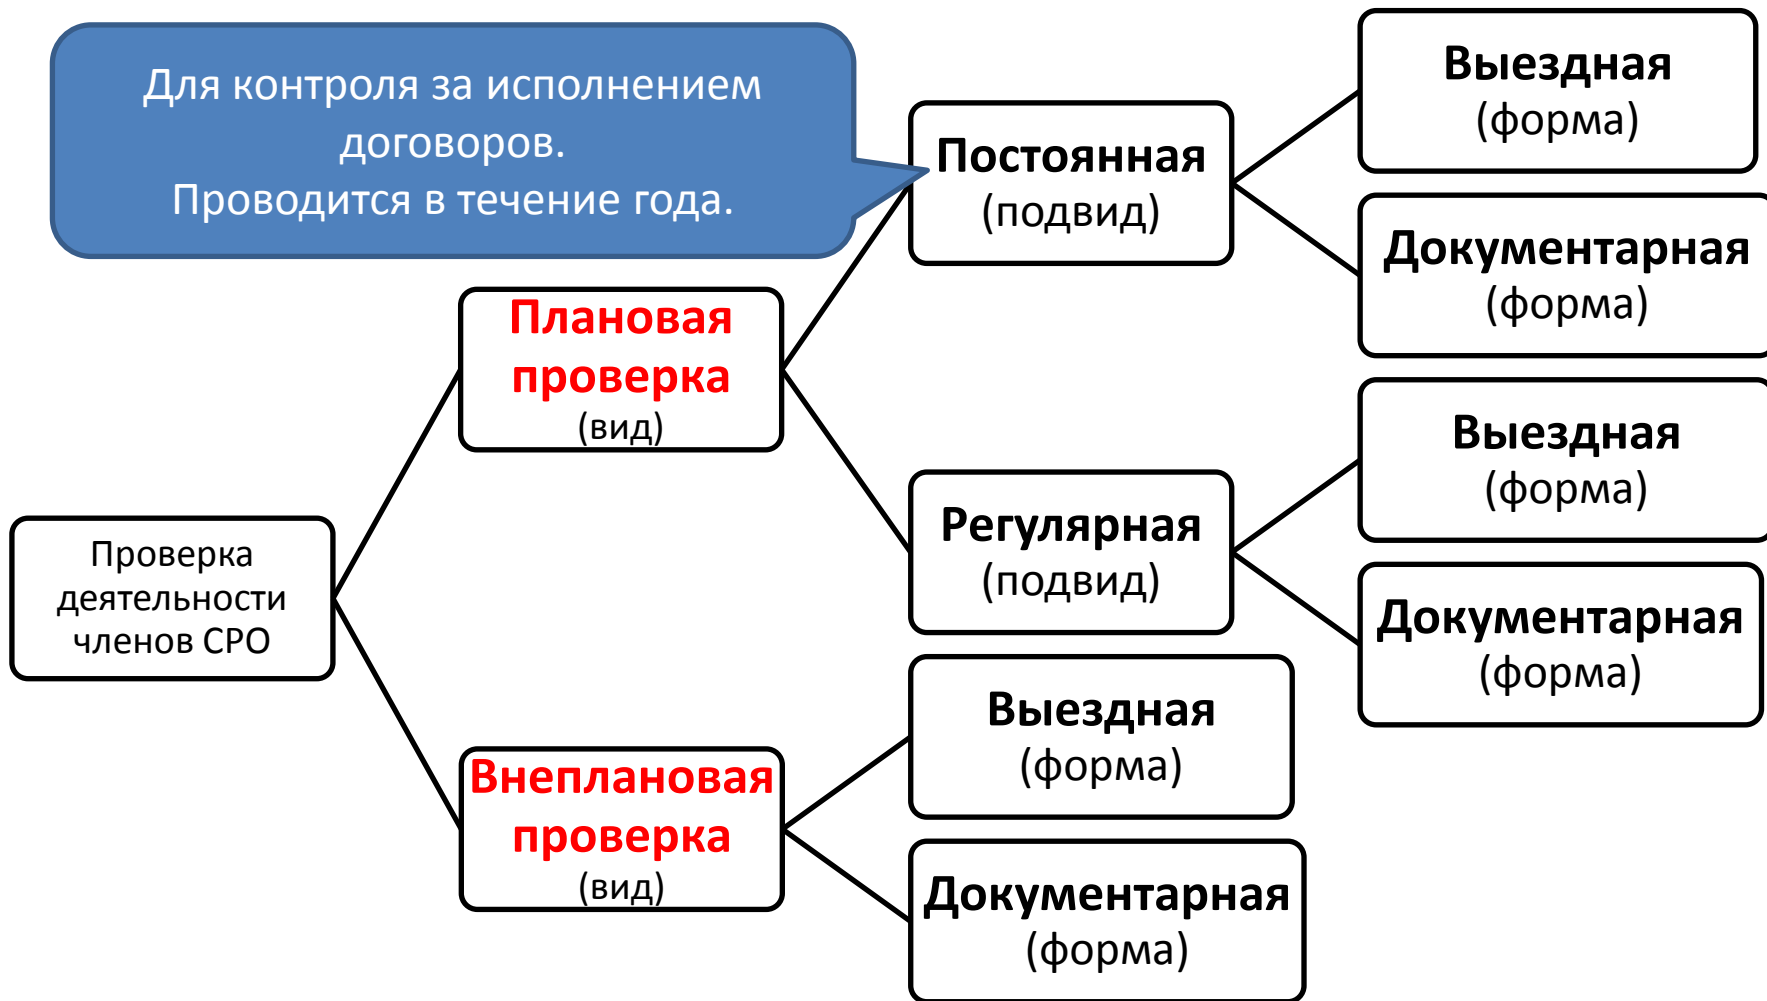 Для контроля за исполнением
договоров.
Проводится в течение года.
Проверка
деятельности
членов СРО
Плановая
проверка
(вид)
Постоянная
(подвид)
Выездная
(форма)
Документарная
(форма)
Регулярная
(подвид)
Выездная
(форма)
Документарная
(форма)
Внеплановая
проверка
(вид)
Выездная
(форма)
Документарная
(форма)